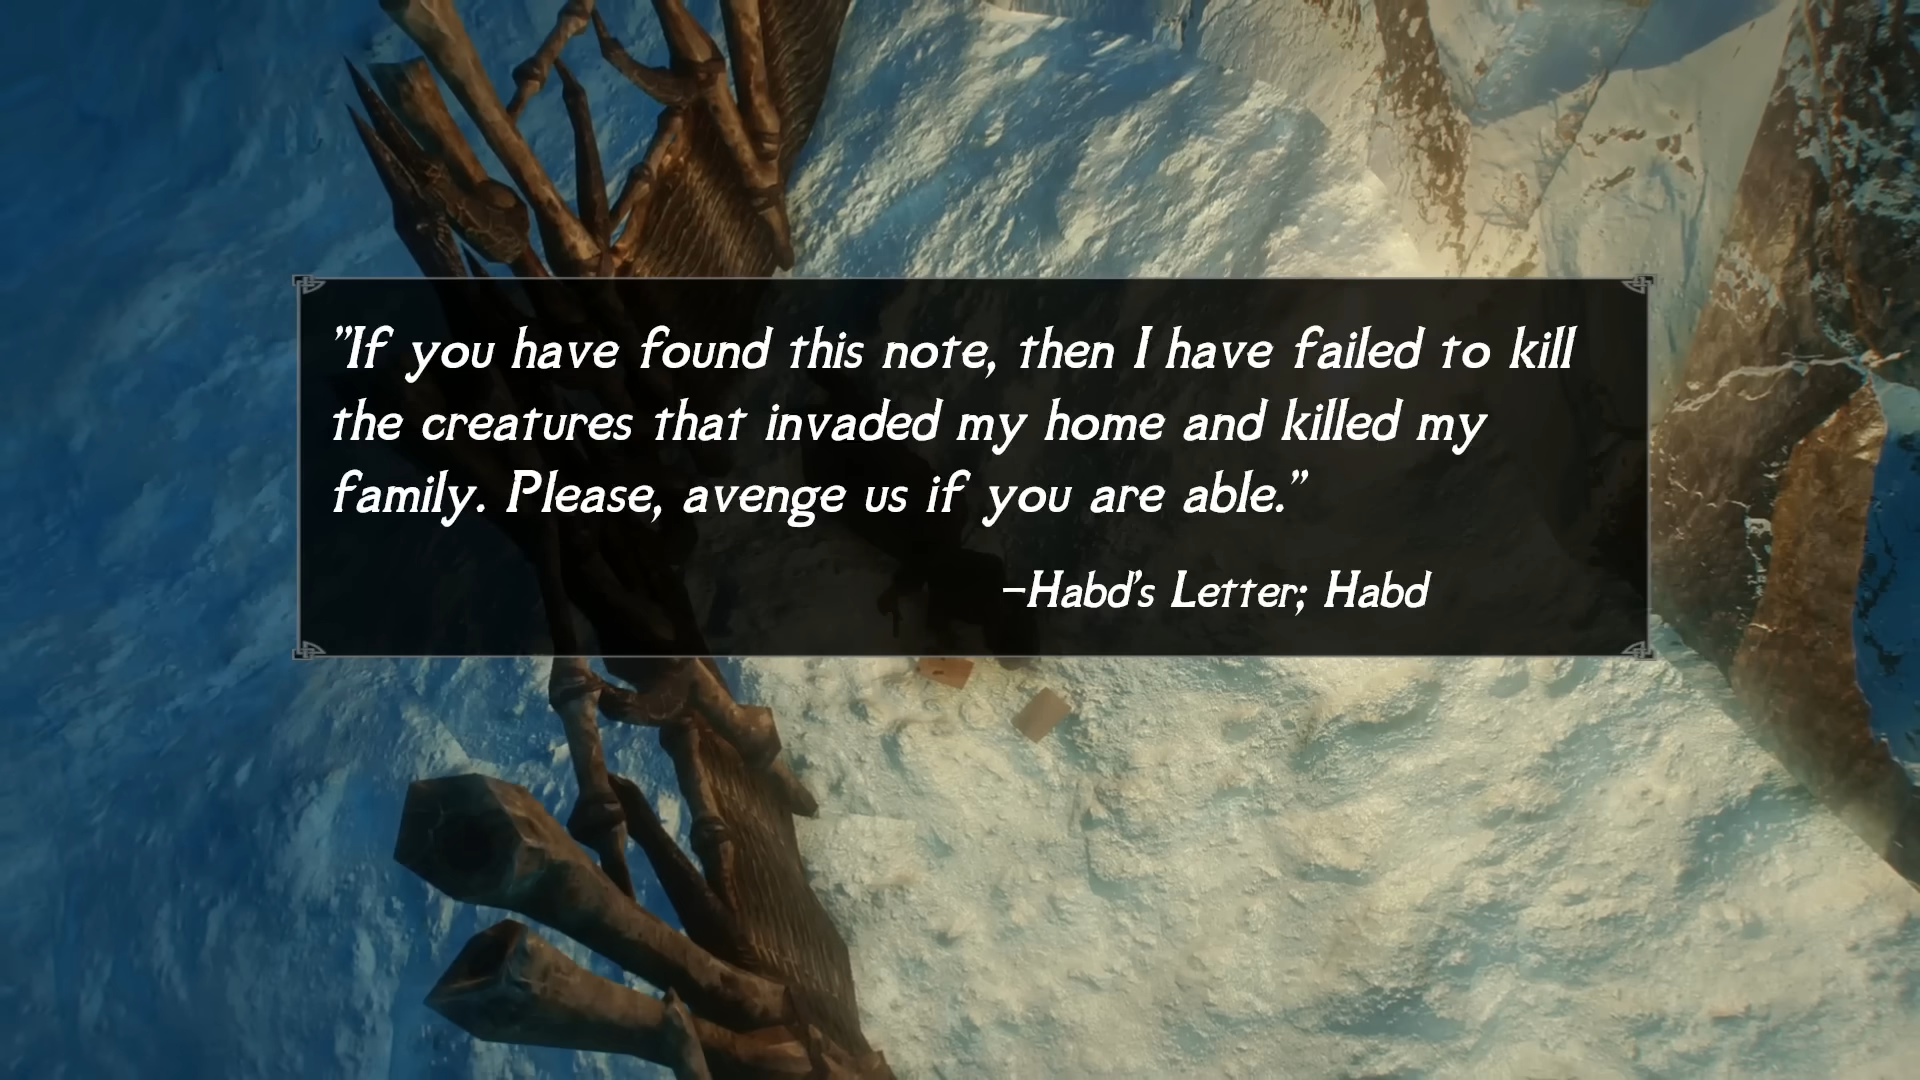 "If you have found this note, then I have failed to kill
the creatures that invaded my home and killed my
family. Please, avenge us if you are able."
-Habd's Letter; Habd